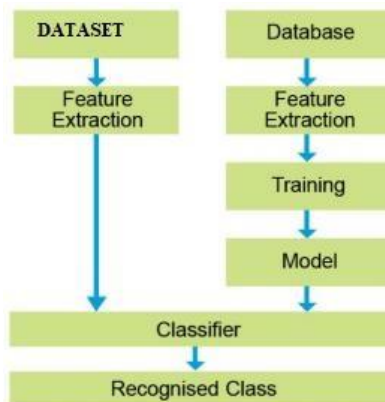 DATASET
Database
Feature
Extraction
Feature
Extraction
Training
Model
Classifier
Recognised Class